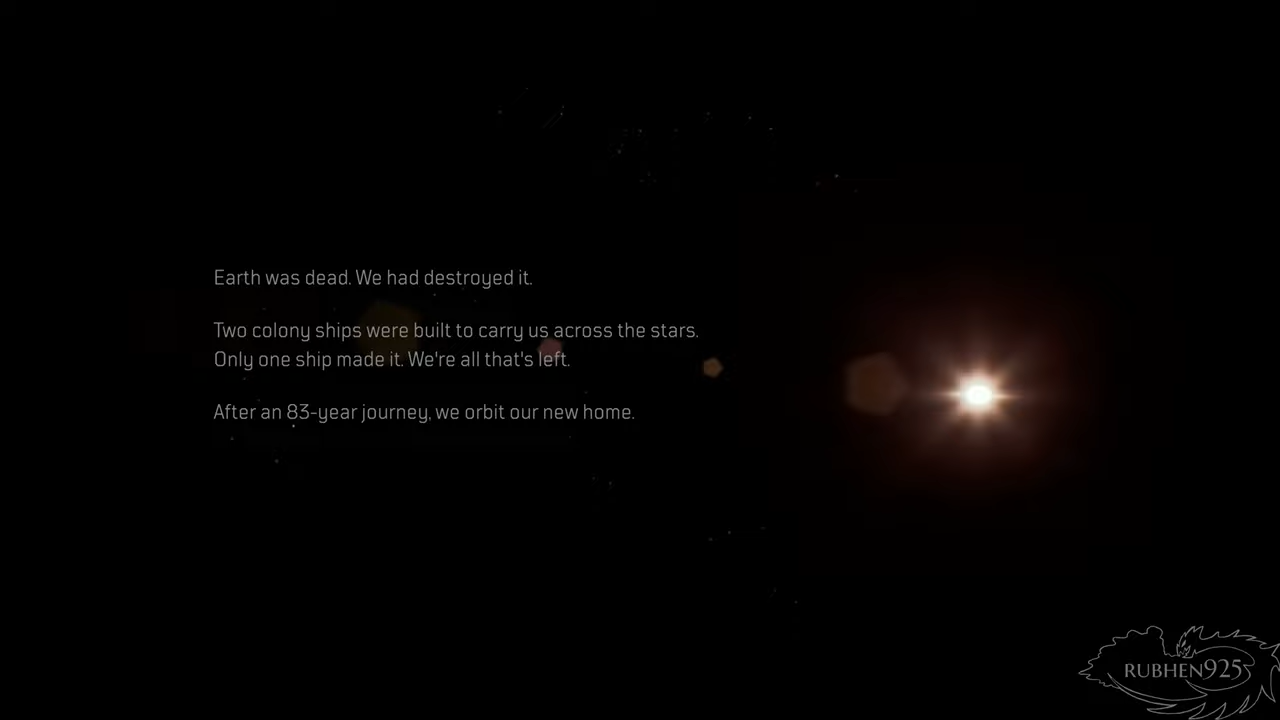 Earth was dead. We had destroyed it.
Two colony ships were built to carry us across the stars.
Only one ship made it. We're all that's left.
After an 83-year journey, we orbit our new home.
RUBHEN925